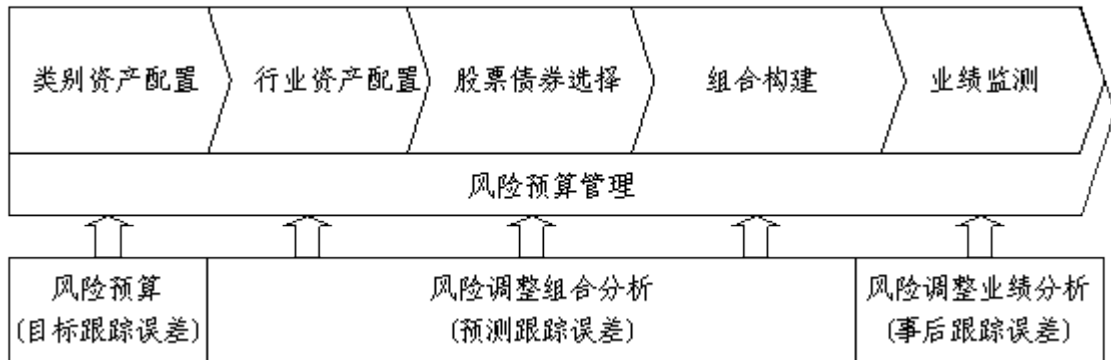 类别资产配置
行业资产配置
股票债券选择
组合构建
业绩监测
风险预算管理
风险预算
(目标跟踪误差)
风险调整组合分析
(预测跟踪误差)
风险调整业绩分析
(事后跟踪误差)